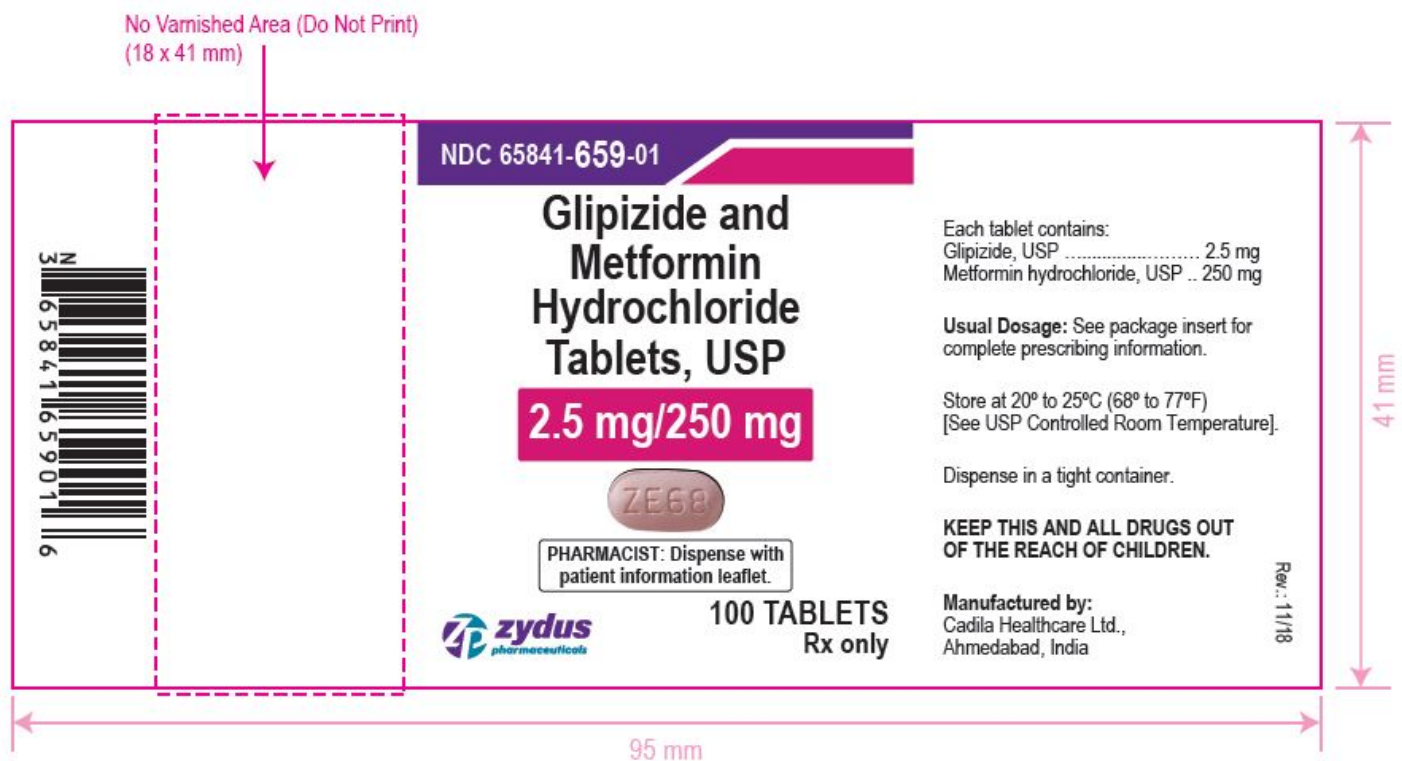 No Varnished Area (Do Not Print)
(18 x 41 mm)
N
3
65841
65901
6
NDC 65841-659-01
Glipizide and
Metformin
Hydrochloride
Tablets, USP
2.5 mg/250 mg
ZE68
PHARMACIST: Dispense with
patient information leaflet.
zydus
pharmaceuticals
100 TABLETS
Rx only
Each tablet contains:
Glipizide, USP ......................... 2.5 mg
Metformin hydrochloride, USP .. 250 mg
Usual Dosage: See package insert for
complete prescribing information.
Store at 20º to 25ºC (68º to 77ºF)
[See USP Controlled Room Temperature].
Dispense in a tight container.
KEEP THIS AND ALL DRUGS OUT
OF THE REACH OF CHILDREN.
Manufactured by:
Cadila Healthcare Ltd.,
Ahmedabad, India
Rev.: 11/18
41 mm
95 mm